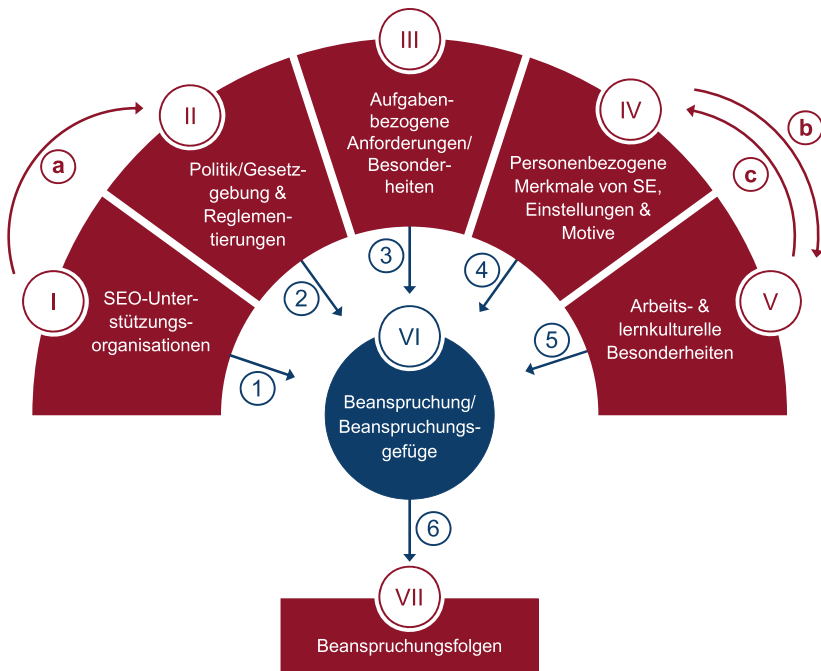 III
Aufgaben-
bezogene
Anforderungen/
Besonder-
heiten
II
Politik/Gesetz-
gebung &
Reglemen-
tierungen
IV
Personenbezogene
Merkmale von SE,
Einstellungen &
Motive
a
b
c
I
SEO-Unter-
stützungs-
organisationen
V
Arbeits- &
lernkulturelle
Besonderheiten
1
2
3
4
5
VI
Beanspruchung/
Beanspruchungs-
gefüge
6
VII
Beanspruchungsfolgen